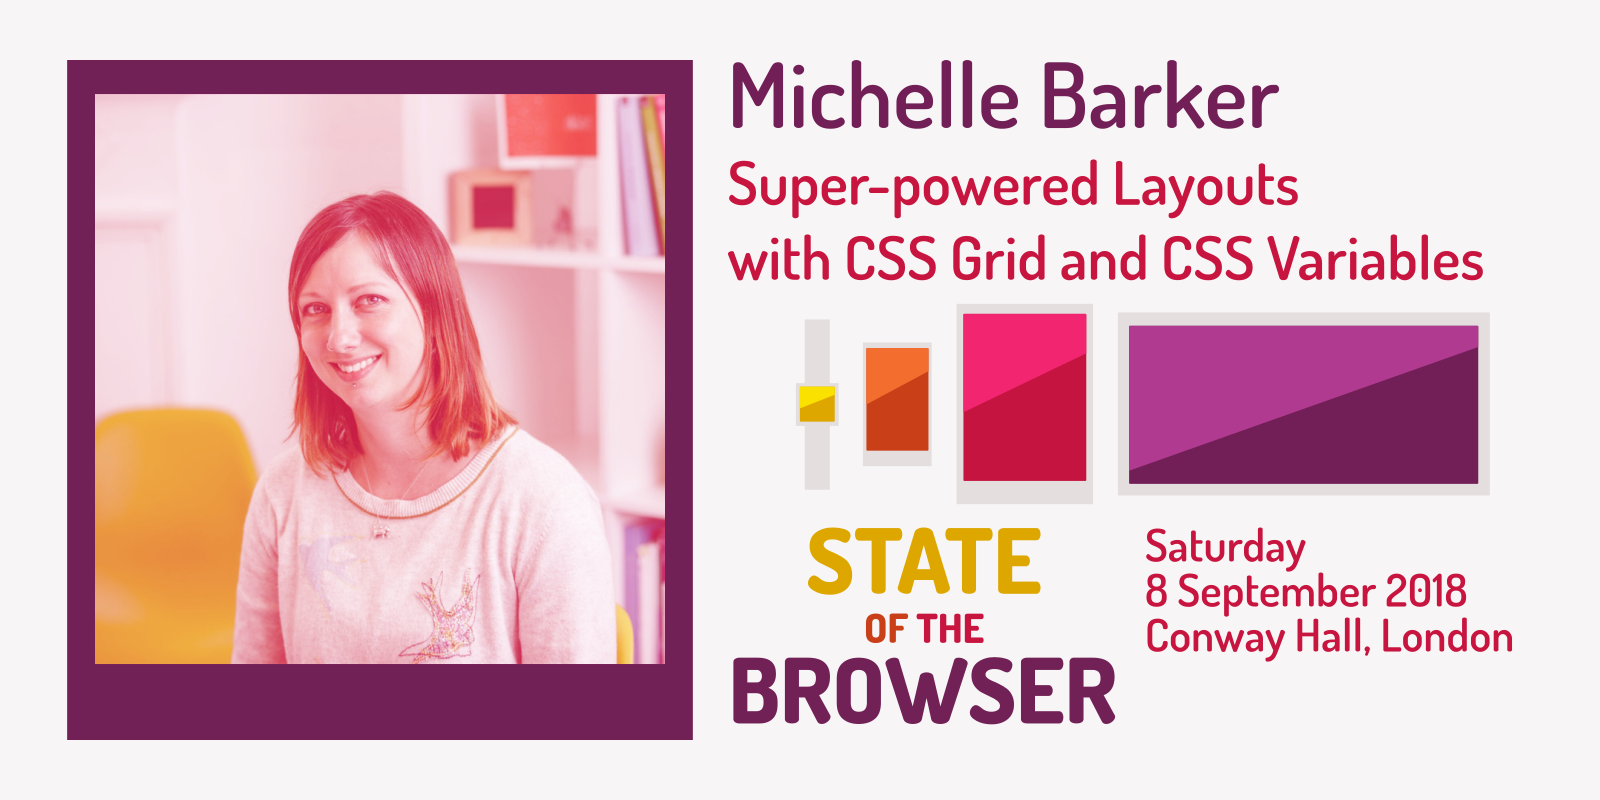 Michelle Barker
Super-powered Layouts
with CSS Grid and CSS Variables
STATE
OF THE
BROWSER
Saturday
8 September 2018
Conway Hall, London